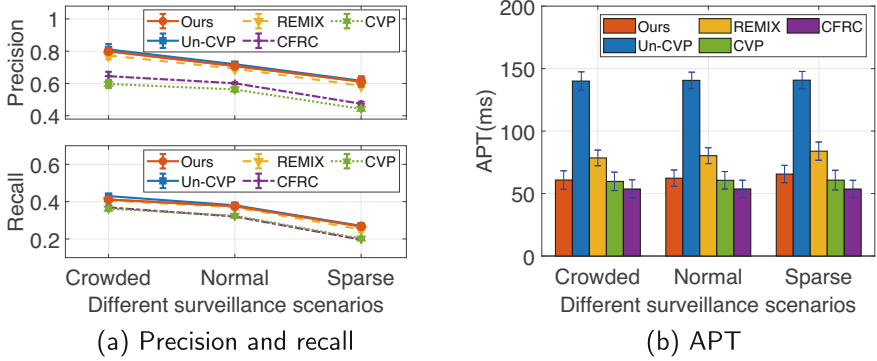 1
0.8
0.6
0.4
Precision
Ours
REMIX
CVP
Un-CVP
CFRC
0.6
0.4
0.2
Recall
Ours
REMIX
CVP
Un-CVP
CFRC
Crowded
Normal
Sparse
Different surveillance scenarios
(a) Precision and recall
200
150
100
50
0
APT(ms)
Ours
REMIX
CFRC
Un-CVP
CVP
Crowded
Normal
Sparse
Different surveillance scenarios
(b) APT